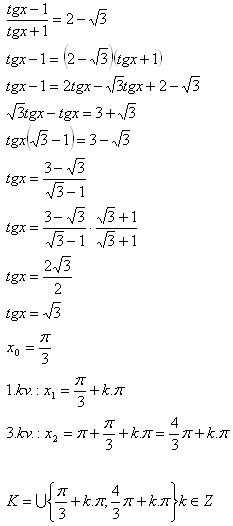 (tgx − 1)/(tgx + 1) = 2 − √3
tgx − 1 = (2 − √3)(tgx + 1)
tgx − 1 = 2tgx − √3tgx + 2 − √3
√3tgx − tgx = 3 + √3
tgx(√3 − 1) = 3 − √3
tgx = (3 − √3)/(√3 − 1)
tgx = (3 − √3)/(√3 − 1) · (√3 + 1)/(√3 + 1)
tgx = 2√3/2
tgx = √3
x₀ = π/3
1.kv.: x₁ = π/3 + k.π
3.kv.: x₂ = π + π/3 + k.π = 4/3 π + k.π
K = ∪{π/3 + k.π; 4/3 π + k.π} k ∈ Z